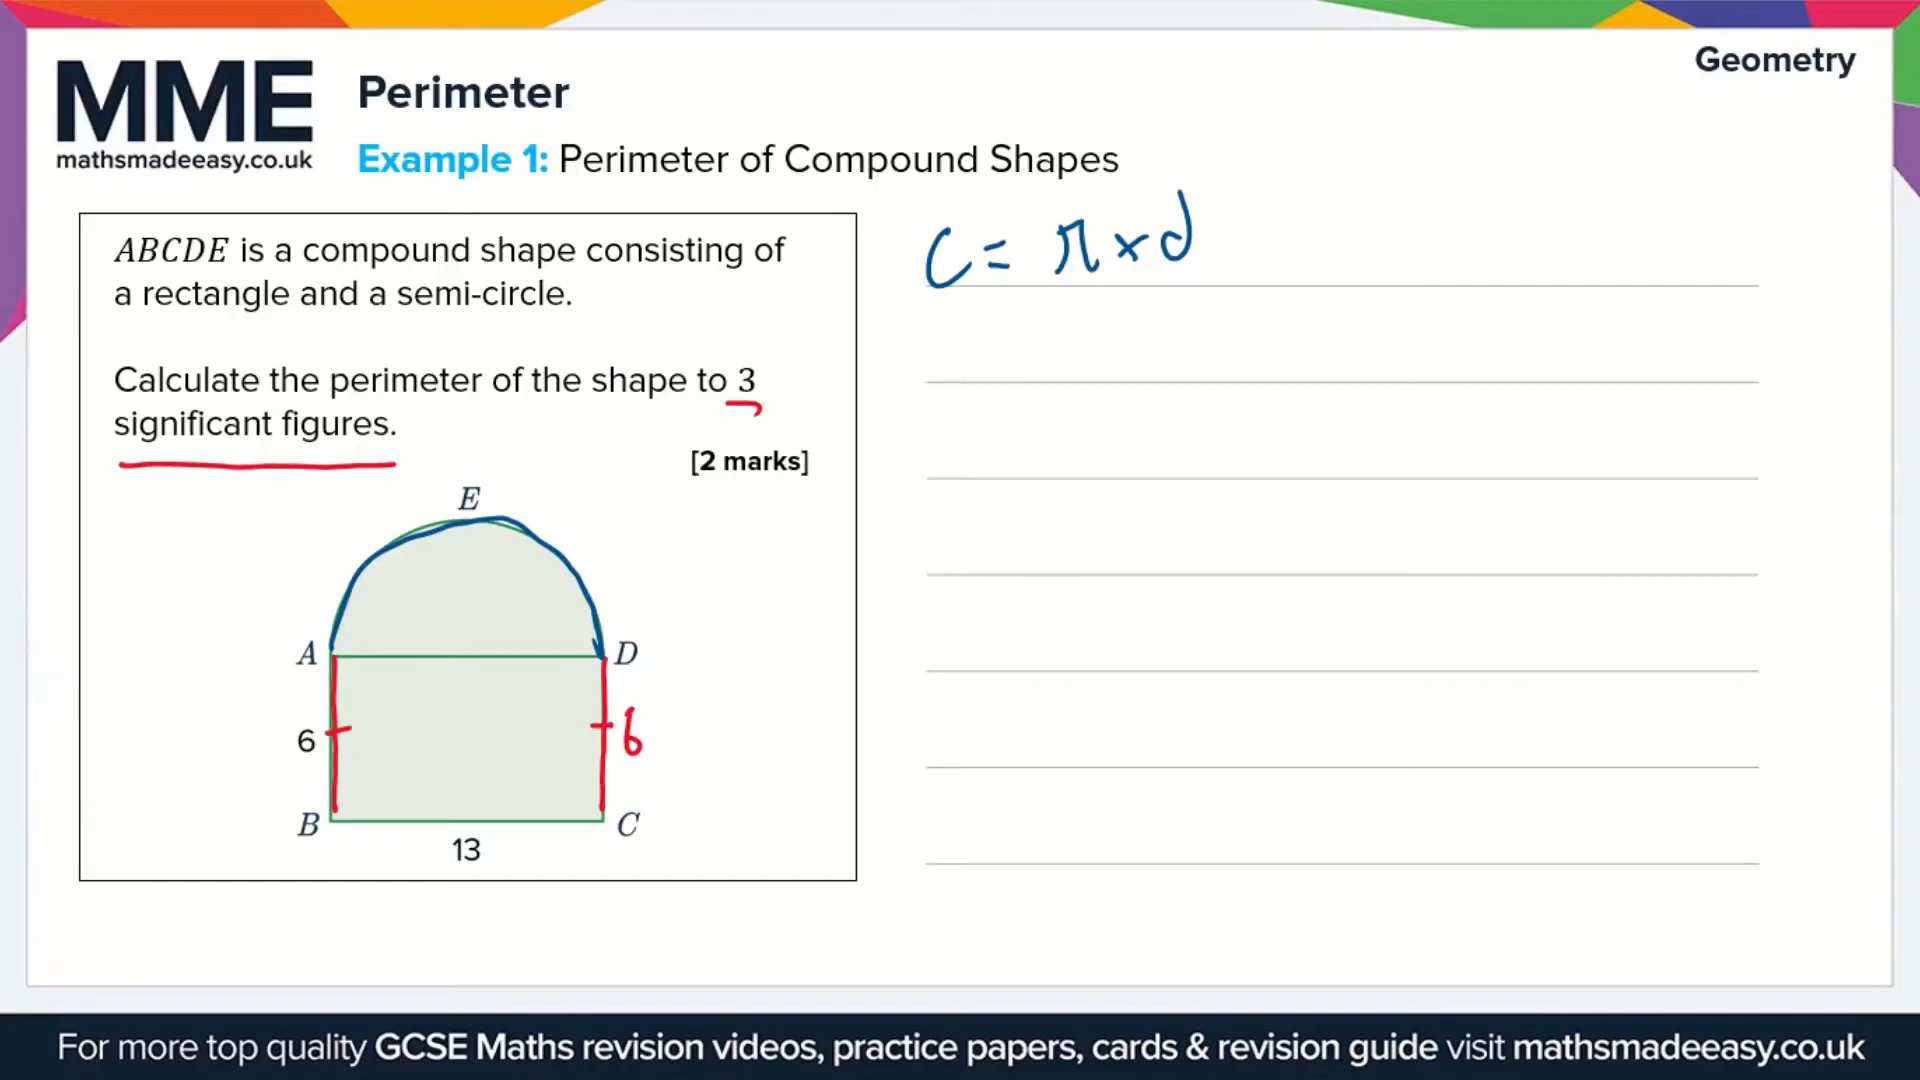 Geometry
MME
mathsmadeeasy.co.uk
Perimeter
Example 1: Perimeter of Compound Shapes
ABCDE is a compound shape consisting of
a rectangle and a semi-circle.
Calculate the perimeter of the shape to 3
significant figures.
[2 marks]
E
A
D
6
6
B
C
13
C = π × d
For more top quality GCSE Maths revision videos, practice papers, cards & revision guide visit mathsmadeeasy.co.uk